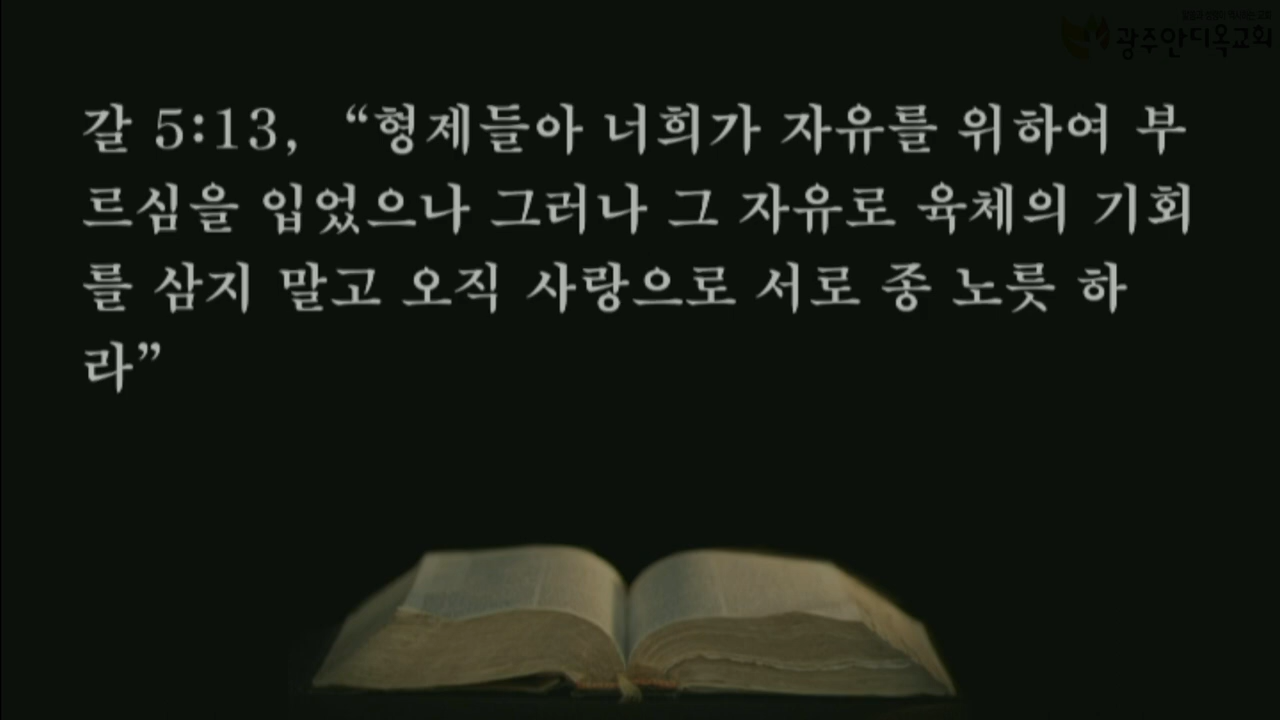 광주안디옥교회
갈 5:13, “형제들아 너희가 자유를 위하여 부
르심을 입었으나 그러나 그 자유로 육체의 기회
를 삼지 말고 오직 사랑으로 서로 종 노릇 하
라”